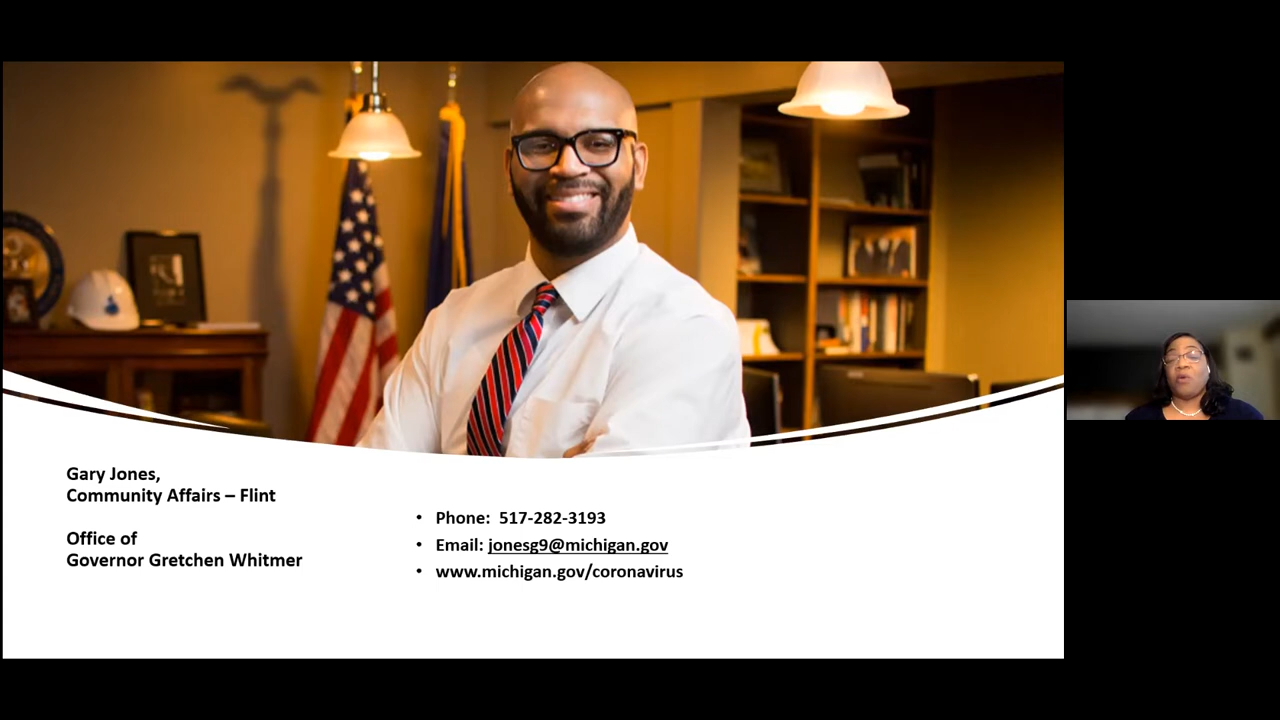 Gary Jones,
Community Affairs – Flint
Office of
Governor Gretchen Whitmer
• Phone:  517-282-3193
• Email: jonesg9@michigan.gov
• www.michigan.gov/coronavirus